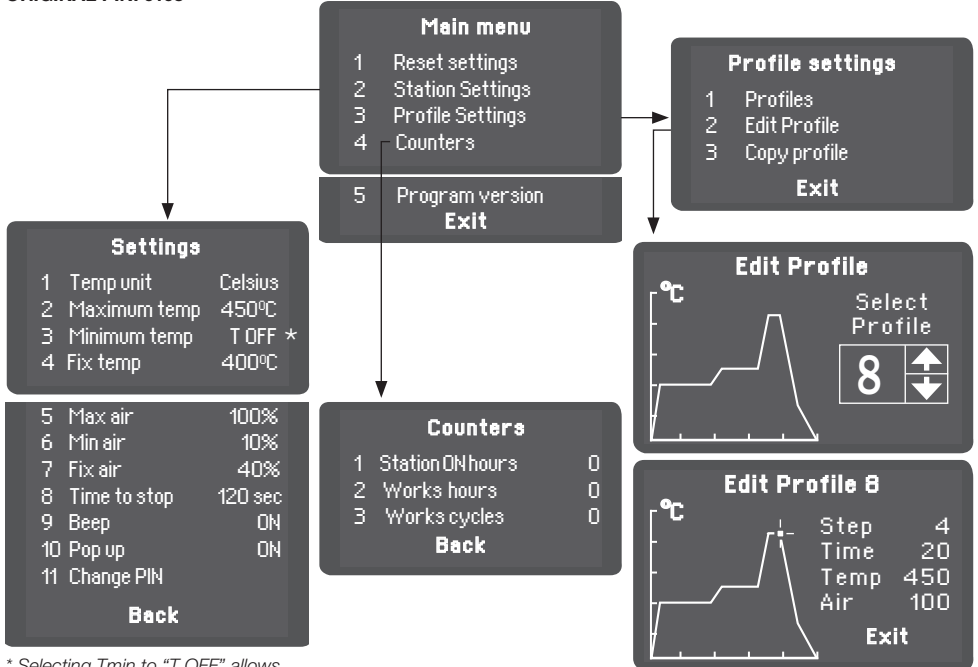 Main menu
1 Reset settings
2 Station Settings
3 Profile Settings
4 Counters
5 Program version
Exit
Profile settings
1 Profiles
2 Edit Profile
3 Copy profile
Exit
Settings
1 Temp unit Celsius
2 Maximum temp 450ºC
3 Minimum temp T OFF *
4 Fix temp 400ºC
5 Max air 100%
6 Min air 10%
7 Fix air 40%
8 Time to stop 120 sec
9 Beep ON
10 Pop up ON
11 Change PIN
Back
Counters
1 Station ON hours 0
2 Works hours 0
3 Works cycles 0
Back
Edit Profile
ºC
Select
Profile
8
Edit Profile 8
ºC
Step 4
Time 20
Temp 450
Air 100
Exit
* Selecting Tmin to “T OFF” allows